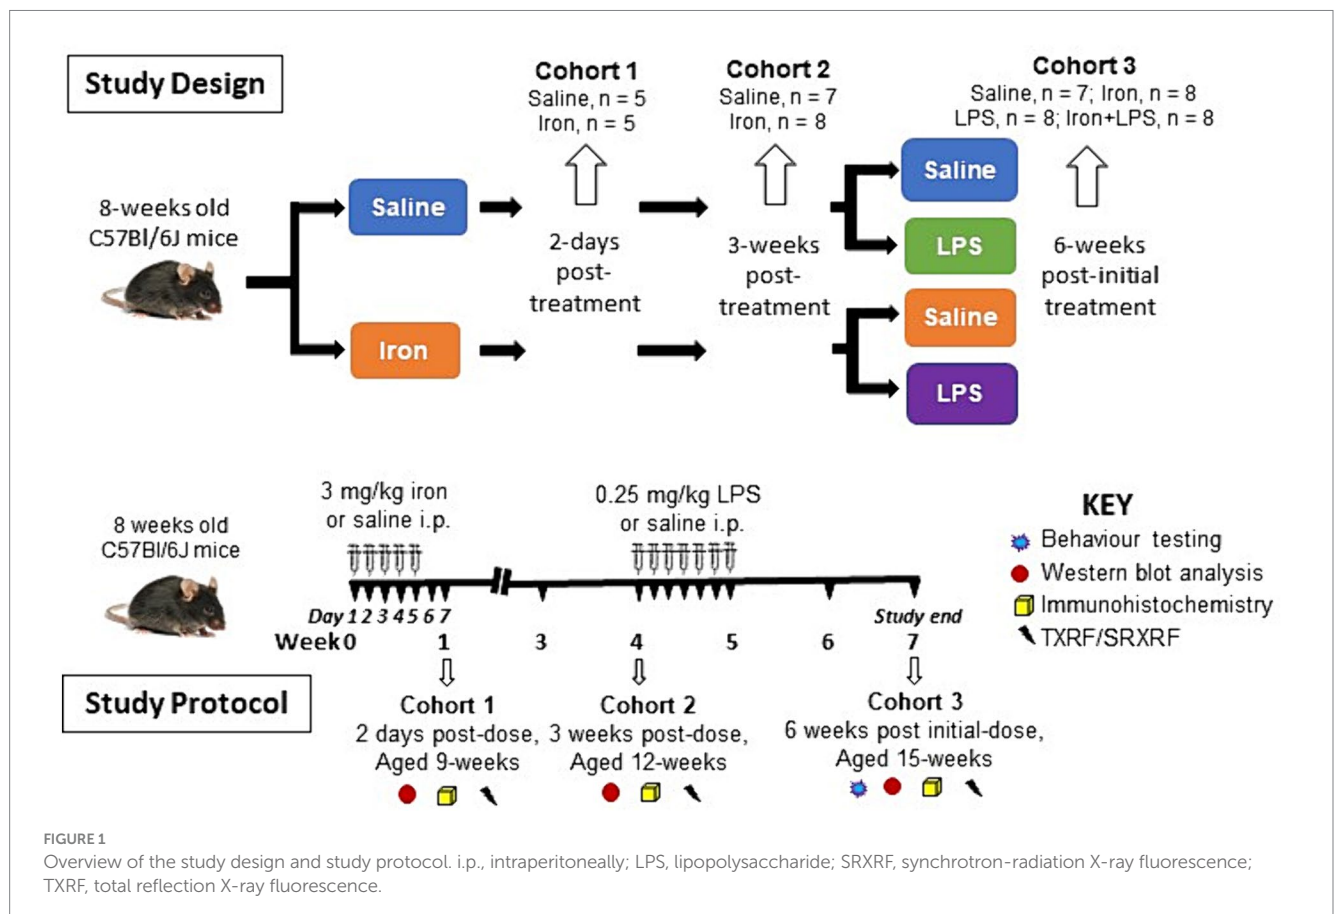 Study Design
Cohort 1
Saline, n = 5
Iron, n = 5
Cohort 2
Saline, n = 7
Iron, n = 8
Cohort 3
Saline, n = 7; Iron, n = 8
LPS, n = 8; Iron+LPS, n = 8
8-weeks old
C57Bl/6J mice
Saline
Iron
2-days
post-
treatment
3-weeks
post-
treatment
Saline
LPS
Saline
LPS
6-weeks
post-initial
treatment
8 weeks old
C57Bl/6J mice
3 mg/kg iron
or saline i.p.
0.25 mg/kg LPS
or saline i.p.
Day 1 2 3 4 5 6 7
Study end
Week 0 1 3 4 5 6 7
KEY
Behaviour testing
Western blot analysis
Immunohistochemistry
TXRF/SRXRF
Study Protocol
Cohort 1
2 days post-dose,
Aged 9-weeks
Cohort 2
3 weeks post-dose,
Aged 12-weeks
Cohort 3
6 weeks post initial-dose,
Aged 15-weeks
FIGURE 1
Overview of the study design and study protocol. i.p., intraperitoneally; LPS, lipopolysaccharide; SRXRF, synchrotron-radiation X-ray fluorescence;
TXRF, total reflection X-ray fluorescence.